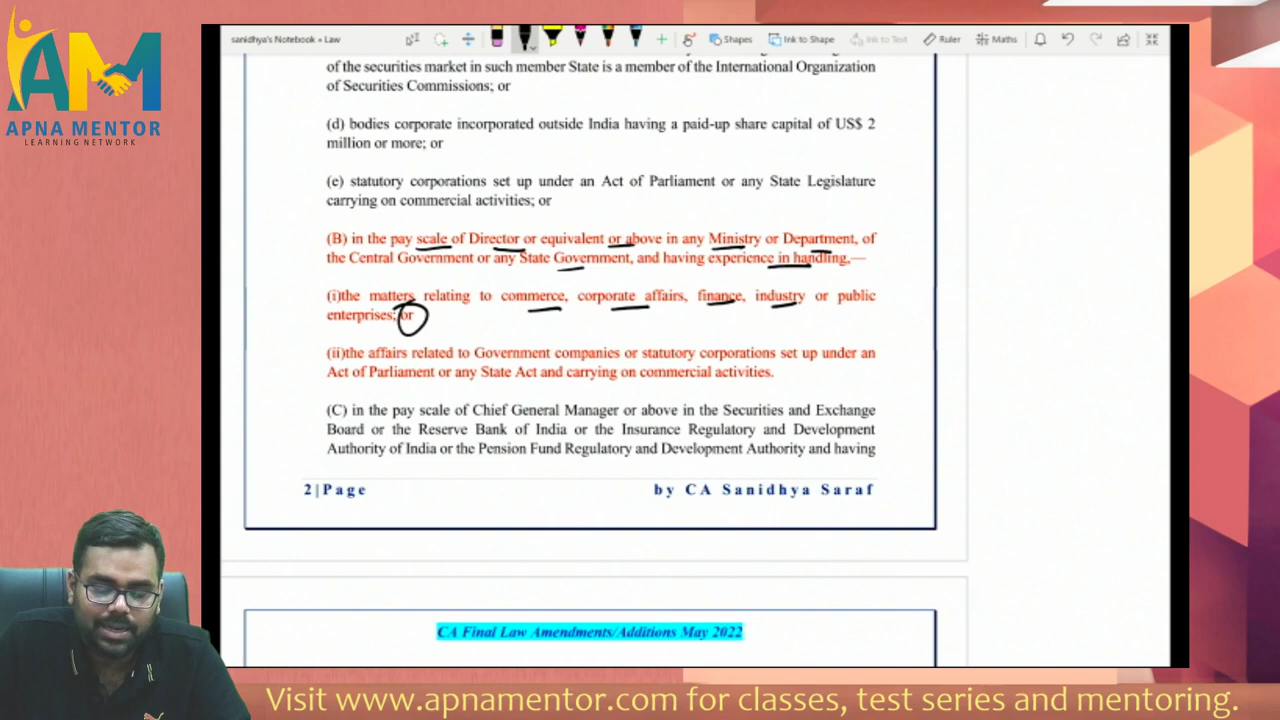 AM
APNA MENTOR
LEARNING NETWORK
sanidhya's Notebook » Law
Shapes
Ink to Shape
Ink to Text
Ruler
Maths
of the securities market in such member State is a member of the International Organization
of Securities Commissions; or
(d) bodies corporate incorporated outside India having a paid-up share capital of US$ 2
million or more; or
(e) statutory corporations set up under an Act of Parliament or any State Legislature
carrying on commercial activities; or
(B) in the pay scale of Director or equivalent or above in any Ministry or Department, of
the Central Government or any State Government, and having experience in handling,—
(i)the matters relating to commerce, corporate affairs, finance, industry or public
enterprises; or
(ii)the affairs related to Government companies or statutory corporations set up under an
Act of Parliament or any State Act and carrying on commercial activities.
(C) in the pay scale of Chief General Manager or above in the Securities and Exchange
Board or the Reserve Bank of India or the Insurance Regulatory and Development
Authority of India or the Pension Fund Regulatory and Development Authority and having
2|Page
by CA Sanidhya Saraf
CA Final Law Amendments/Additions May 2022
Visit www.apnamentor.com for classes, test series and mentoring.